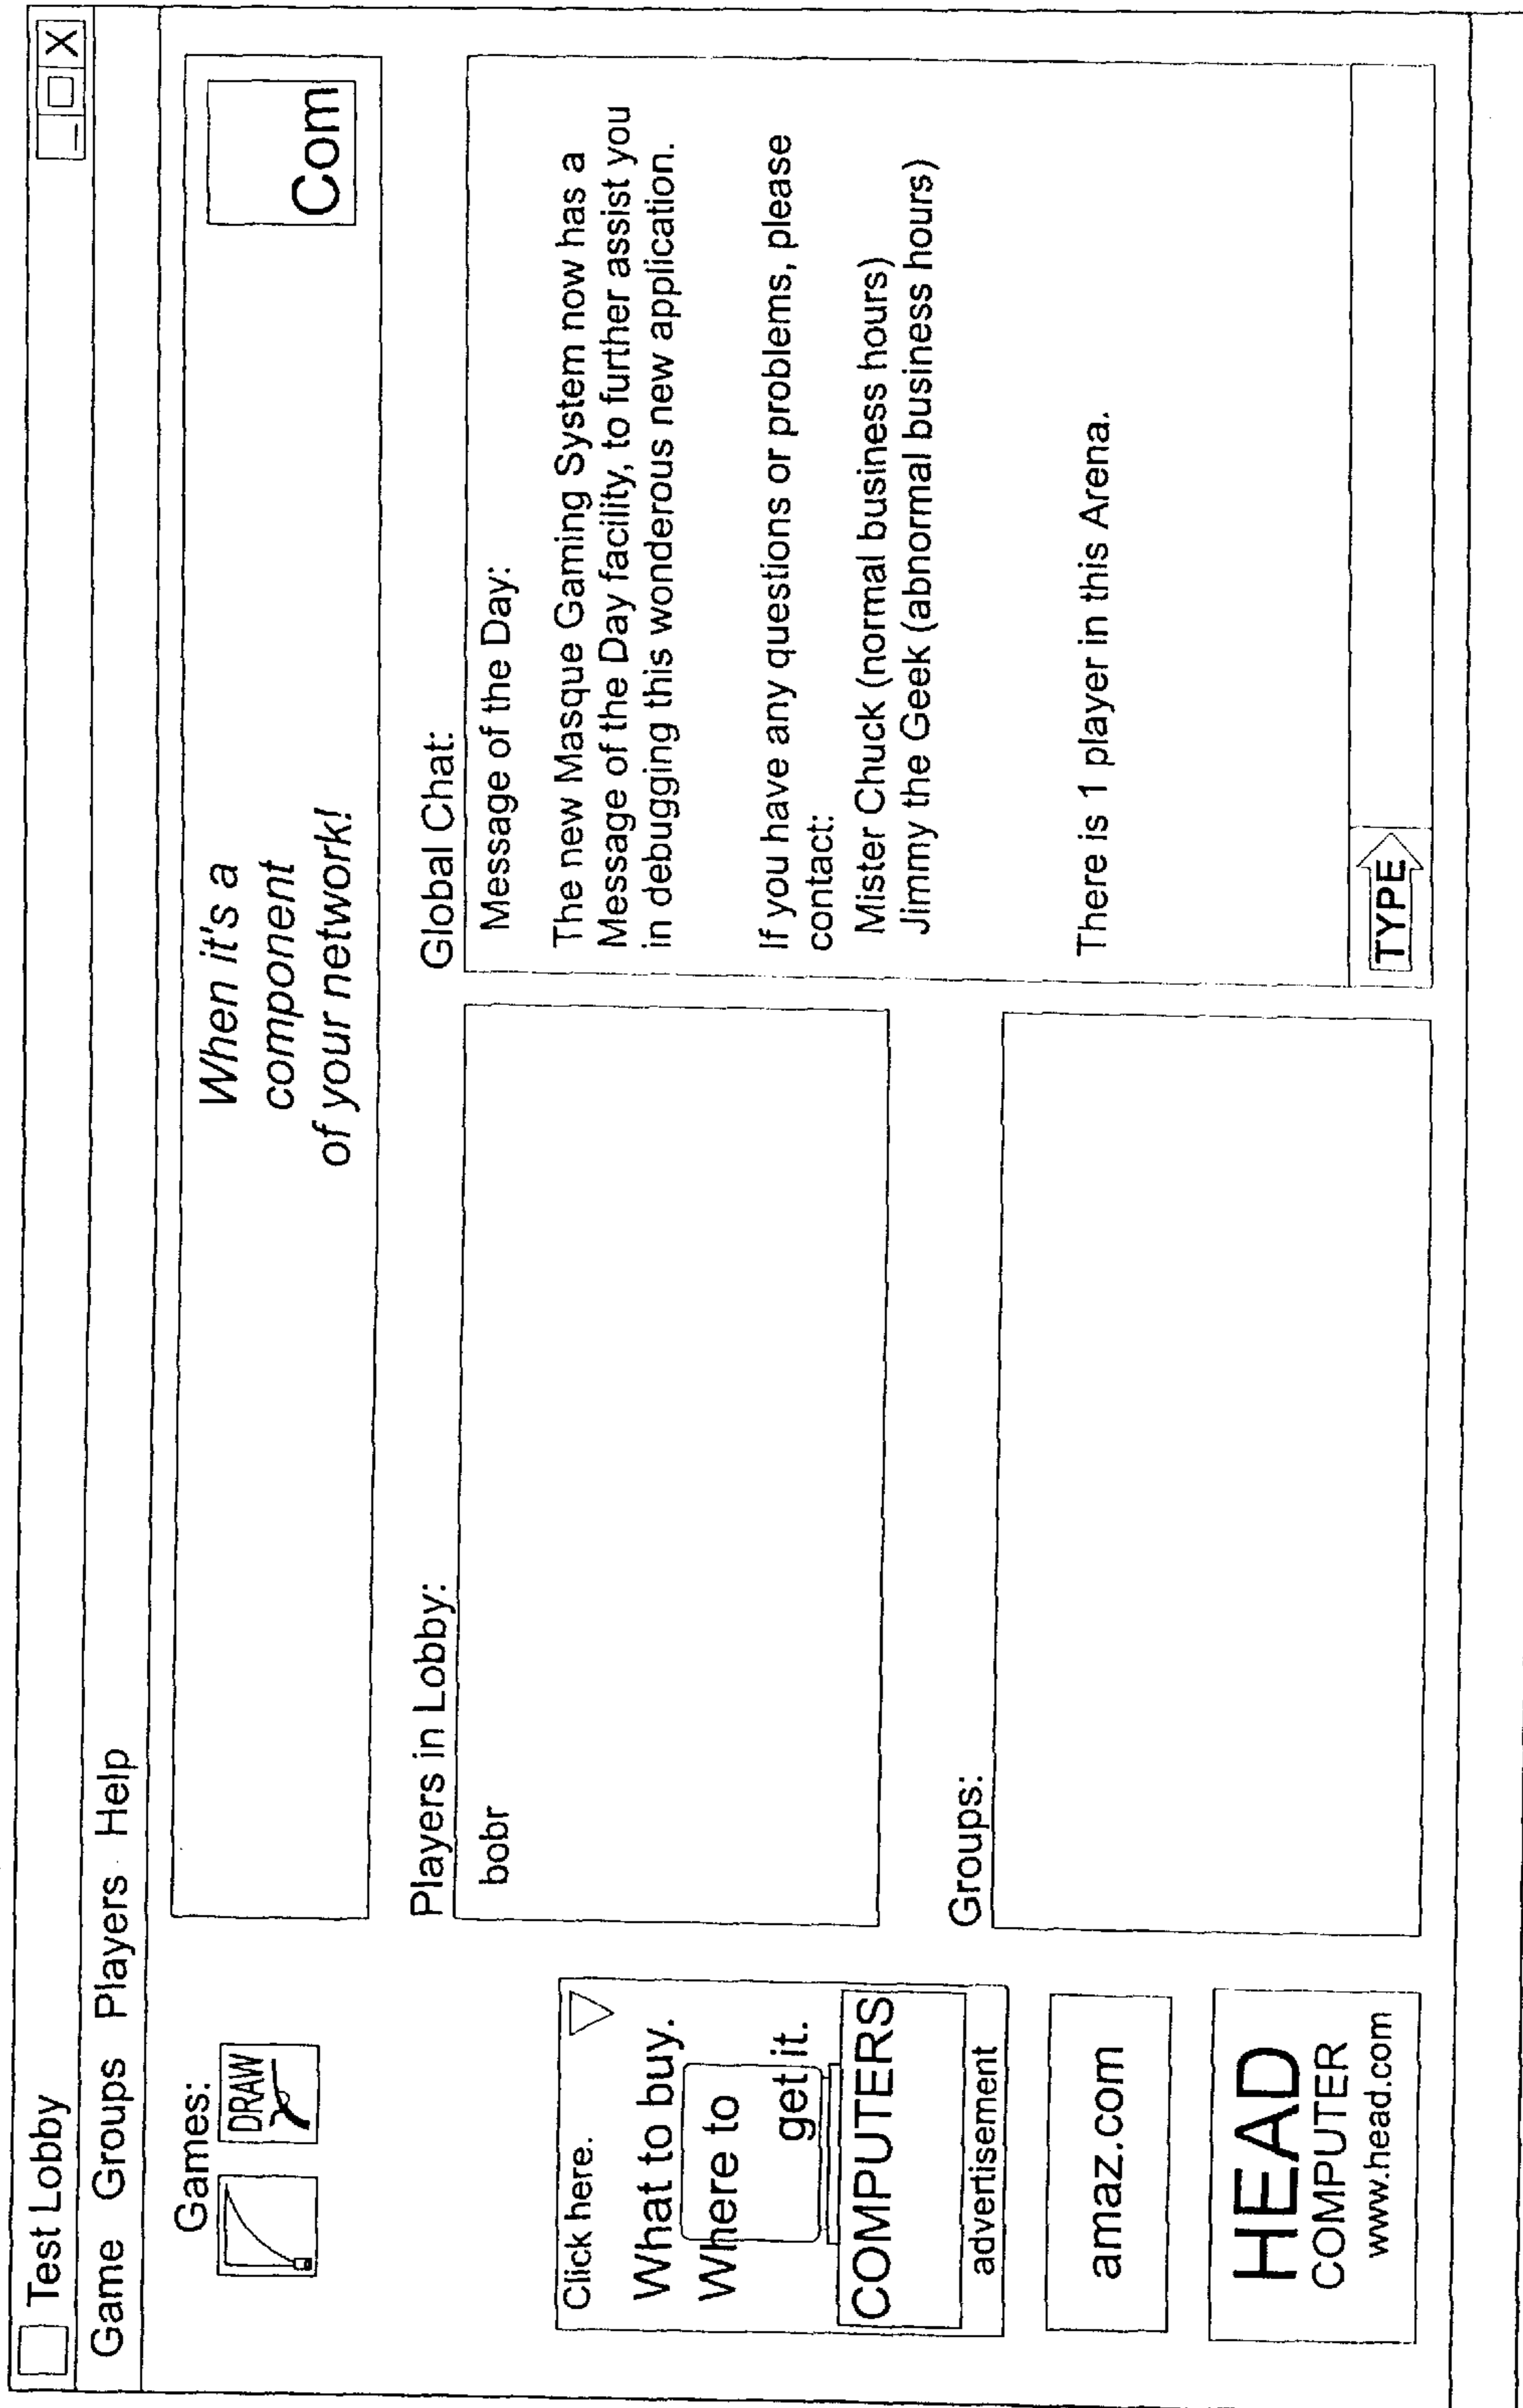 Test Lobby
Game Groups Players Help
Games:
DRAW
When it's a
component
of your network!
Com
Click here.
What to buy.
Where to
get it.
COMPUTERS
advertisement
amaz.com
HEAD
COMPUTER
www.head.com
Players in Lobby:
bobr
Groups:
Global Chat:
Message of the Day:
The new Masque Gaming System now has a
Message of the Day facility, to further assist you
in debugging this wonderous new application.
If you have any questions or problems, please
contact:
Mister Chuck (normal business hours)
Jimmy the Geek (abnormal business hours)
There is 1 player in this Arena.
TYPE